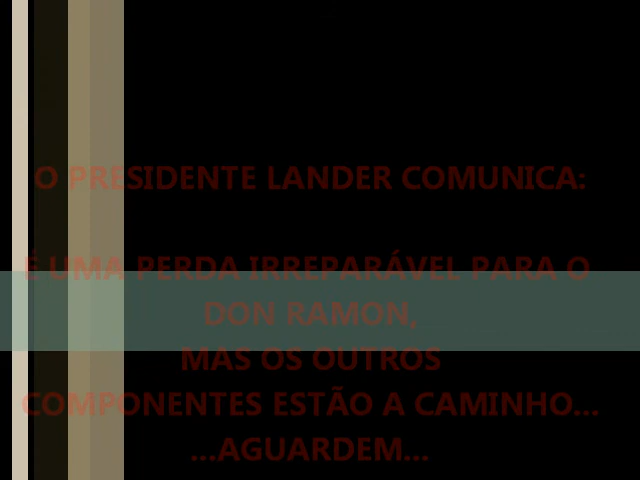 O PRESIDENTE LANDER COMUNICA:
É UMA PERDA IRREPARÁVEL PARA O
DON RAMON,
MAS OS OUTROS
COMPONENTES ESTÃO A CAMINHO...
...AGUARDEM...